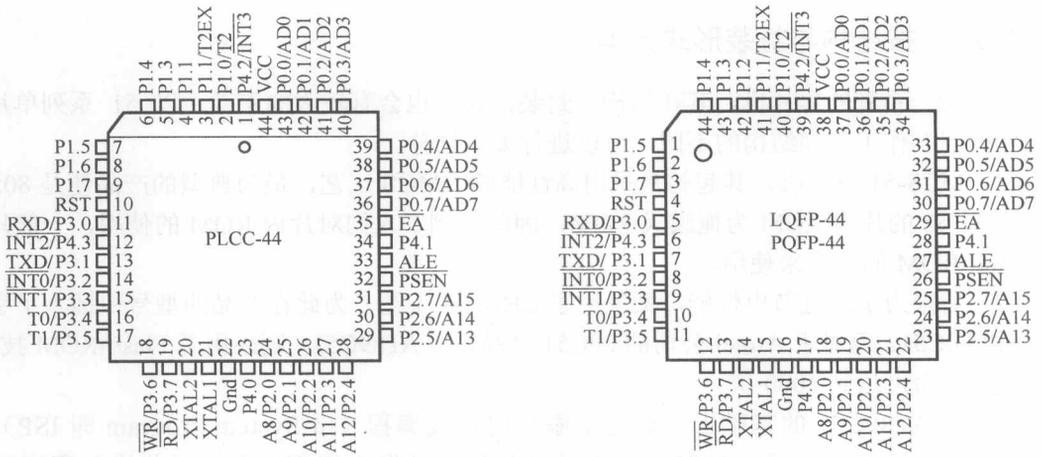 P1.4
P1.3
P1.2
P1.1/T2EX
P1.0/T2
P4.2/INT3
VCC
P0.0/AD0
P0.1/AD1
P0.2/AD2
P0.3/AD3
6 5 4 3 2 1 44 43 42 41 40
P1.5 7
P1.6 8
P1.7 9
RST 10
RXD/P3.0 11
INT2/P4.3 12
TXD/P3.1 13
INT0/P3.2 14
INT1/P3.3 15
T0/P3.4 16
T1/P3.5 17
PLCC-44
39 P0.4/AD4
38 P0.5/AD5
37 P0.6/AD6
36 P0.7/AD7
35 EA
34 P4.1
33 ALE
32 PSEN
31 P2.7/A15
30 P2.6/A14
29 P2.5/A13
18 19 20 21 22 23 24 25 26 27 28
WR/P3.6
RD/P3.7
XTAL2
XTAL1
Gnd
P4.0
A8/P2.0
A9/P2.1
A10/P2.2
A11/P2.3
A12/P2.4
P1.4
P1.3
P1.2
P1.1/T2EX
P1.0/T2
P4.2/INT3
VCC
P0.0/AD0
P0.1/AD1
P0.2/AD2
P0.3/AD3
44 43 42 41 40 39 38 37 36 35 34
P1.5 1
P1.6 2
P1.7 3
RST 4
RXD/P3.0 5
INT2/P4.3 6
TXD/P3.1 7
INT0/P3.2 8
INT1/P3.3 9
T0/P3.4 10
T1/P3.5 11
LQFP-44
PQFP-44
33 P0.4/AD4
32 P0.5/AD5
31 P0.6/AD6
30 P0.7/AD7
29 EA
28 P4.1
27 ALE
26 PSEN
25 P2.7/A15
24 P2.6/A14
23 P2.5/A13
12 13 14 15 16 17 18 19 20 21 22
WR/P3.6
RD/P3.7
XTAL2
XTAL1
Gnd
P4.0
A8/P2.0
A9/P2.1
A10/P2.2
A11/P2.3
A12/P2.4